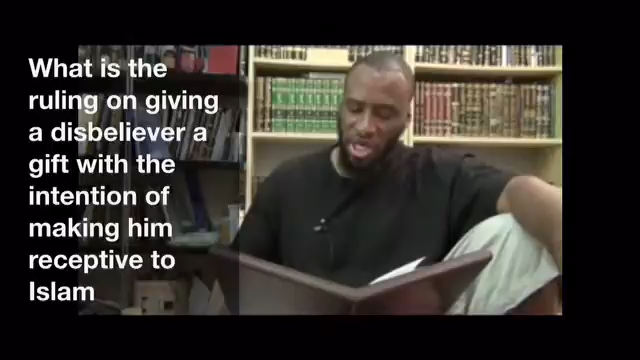 What is the
ruling on giving
a disbeliever a
gift with the
intention of
making him
receptive to
Islam